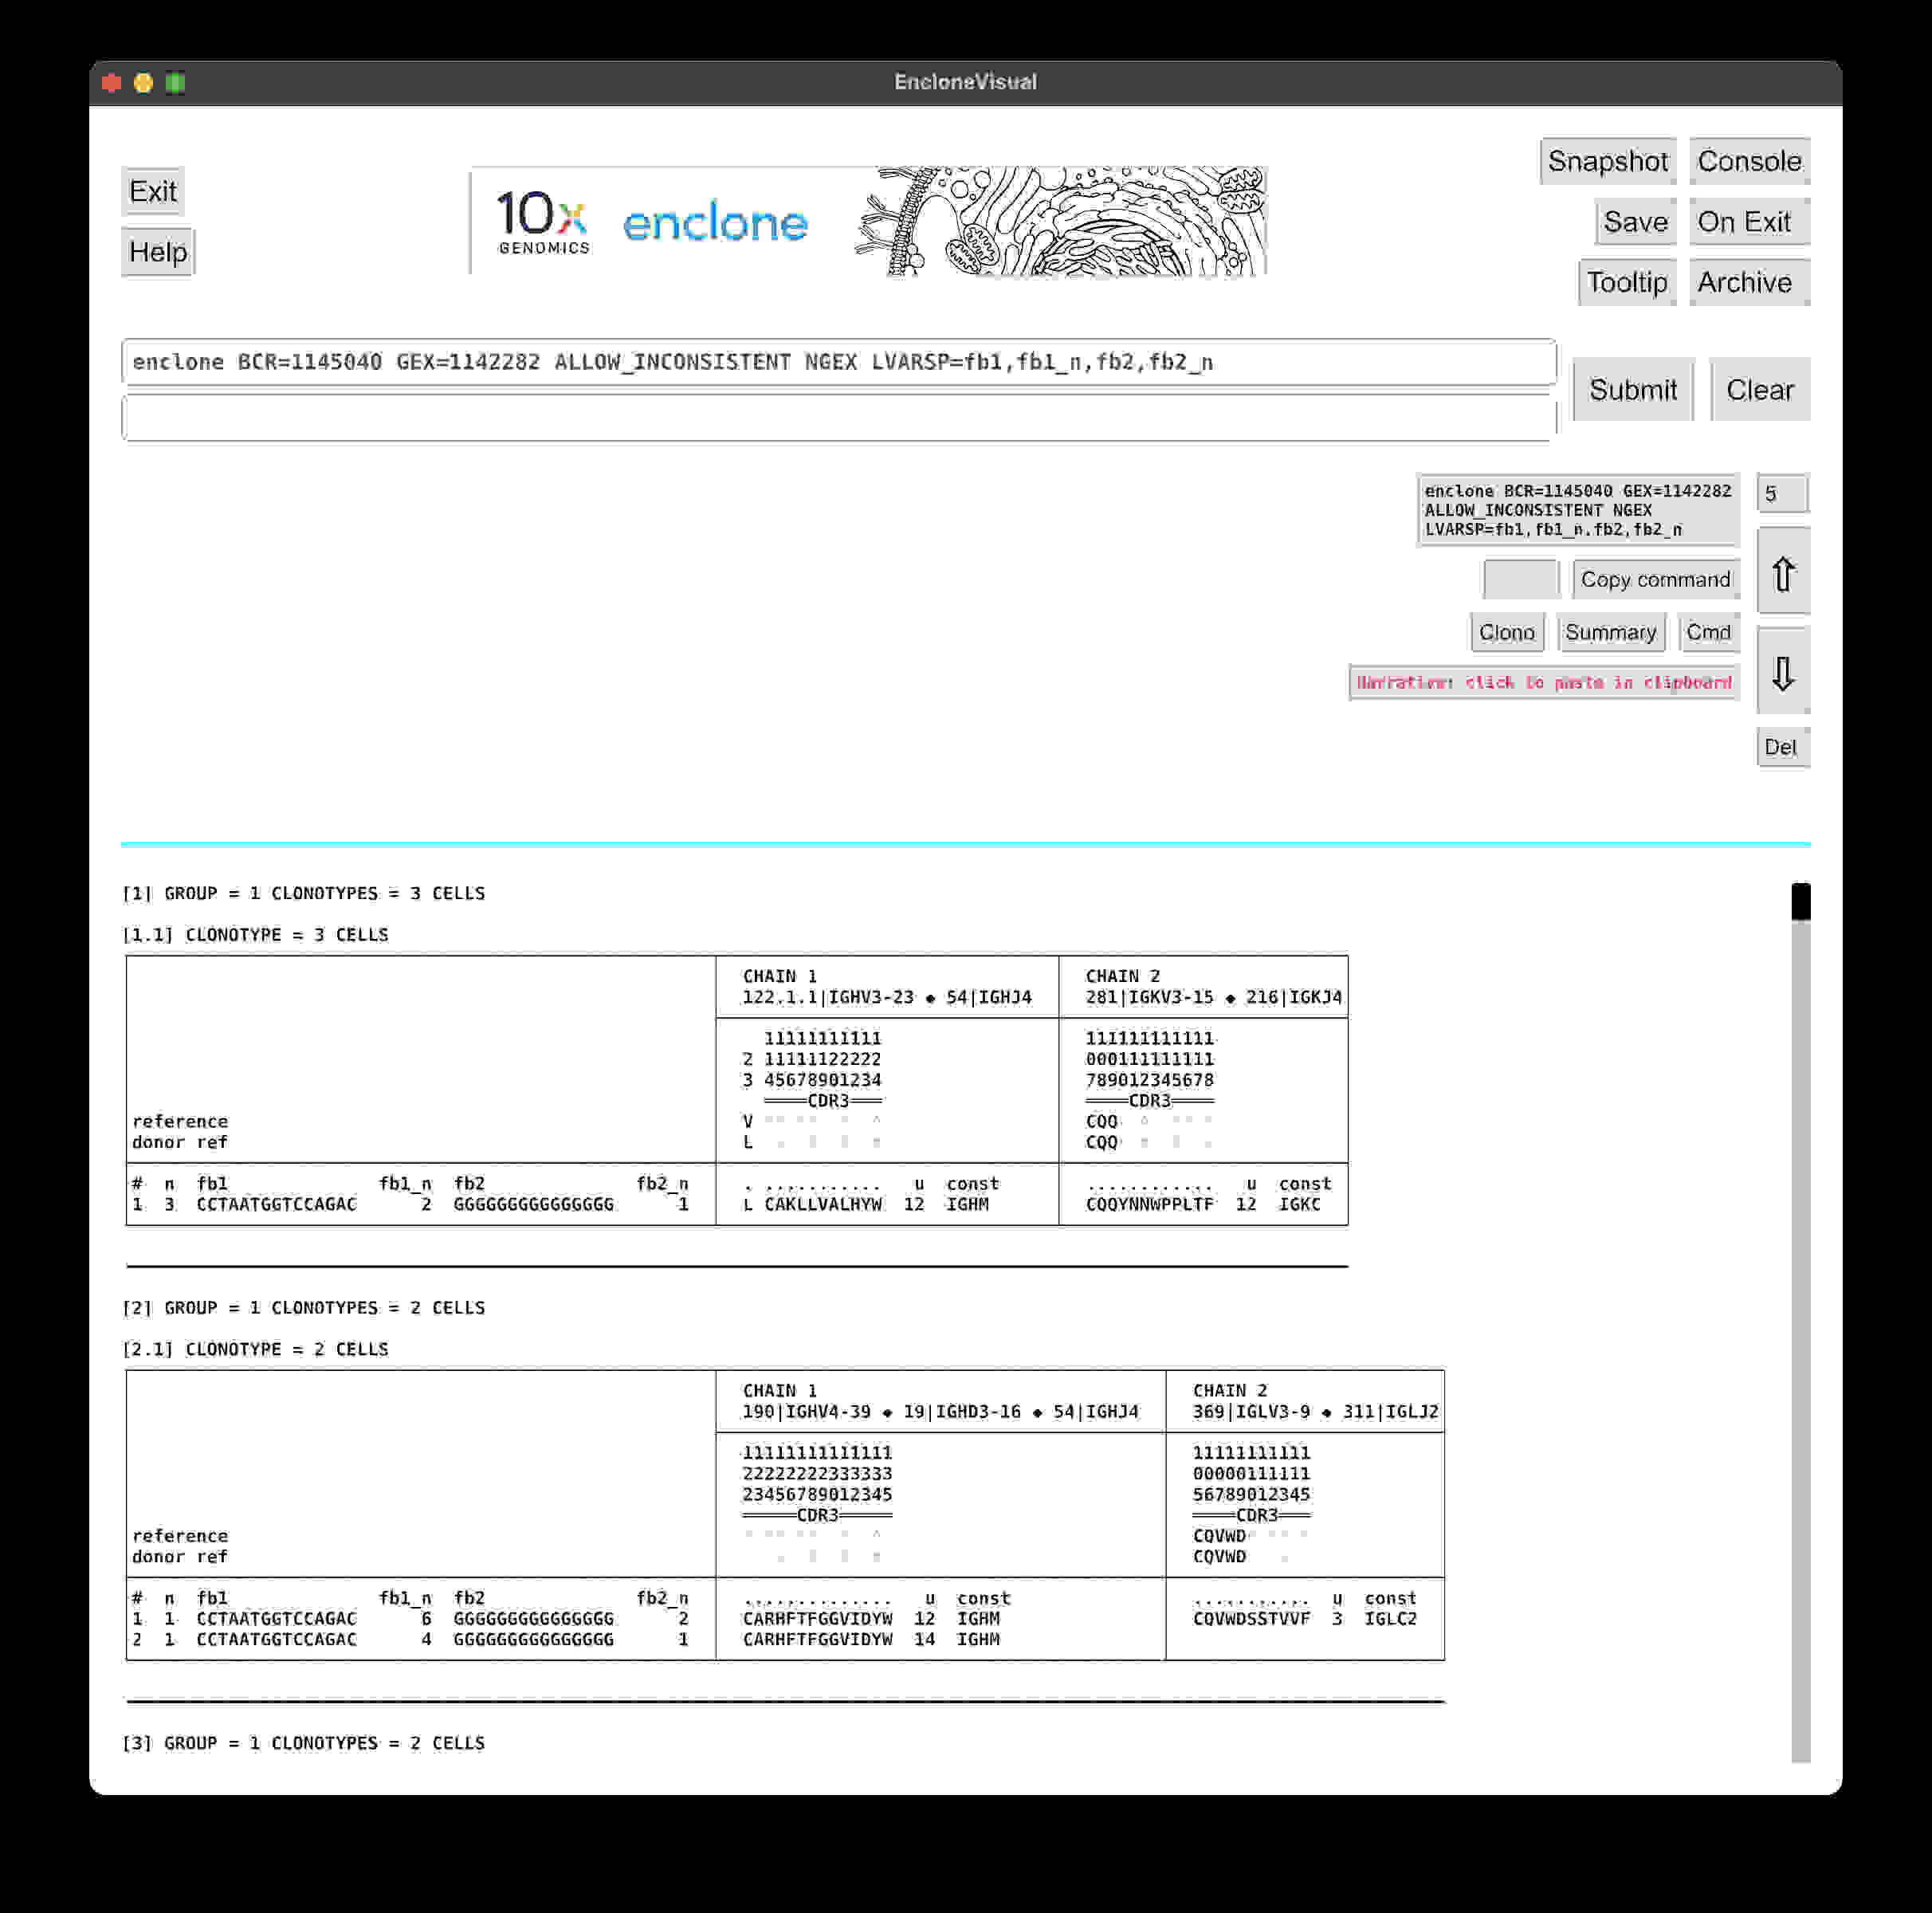 EncloneVisual
Exit
Help
10x
GENOMICS
enclone
Snapshot Console
Save On Exit
Tooltip Archive
enclone BCR=1145040 GEX=1142282 ALLOW_INCONSISTENT NGEX LVARSP=fb1,fb1_n,fb2,fb2_n
Submit Clear
enclone BCR=1145040 GEX=1142282
ALLOW_INCONSISTENT NGEX
LVARSP=fb1,fb1_n,fb2,fb2_n
5
⇧
Copy command
Clono Summary Cmd
⇩
Narration: click to paste in clipboard
Del
[1] GROUP = 1 CLONOTYPES = 3 CELLS
[1.1] CLONOTYPE = 3 CELLS
CHAIN 1 CHAIN 2
122.1.1|IGHV3-23 ◆ 54|IGHJ4 281|IGKV3-15 ◆ 216|IGKJ4
11111111111 111111111111
2 11111122222 000111111111
3 45678901234 789012345678
════CDR3═══ ════CDR3════
reference V CQQ
donor ref L CQQ
# n fb1 fb1_n fb2 fb2_n . ........... u const ............ u const
1 3 CCTAATGGTCCAGAC 2 GGGGGGGGGGGGGGG 1 L CAKLLVALHYW 12 IGHM CQQYNNWPPLTF 12 IGKC
[2] GROUP = 1 CLONOTYPES = 2 CELLS
[2.1] CLONOTYPE = 2 CELLS
CHAIN 1 CHAIN 2
190|IGHV4-39 ◆ 19|IGHD3-16 ◆ 54|IGHJ4 369|IGLV3-9 ◆ 311|IGLJ2
11111111111111 11111111111
22222222333333 00000111111
23456789012345 56789012345
═════CDR3═════ ════CDR3═══
reference CQVWD
donor ref CQVWD
# n fb1 fb1_n fb2 fb2_n .............. u const ........... u const
1 1 CCTAATGGTCCAGAC 6 GGGGGGGGGGGGGGG 2 CARHFTFGGVIDYW 12 IGHM CQVWDSSTVVF 3 IGLC2
2 1 CCTAATGGTCCAGAC 4 GGGGGGGGGGGGGGG 1 CARHFTFGGVIDYW 14 IGHM
[3] GROUP = 1 CLONOTYPES = 2 CELLS